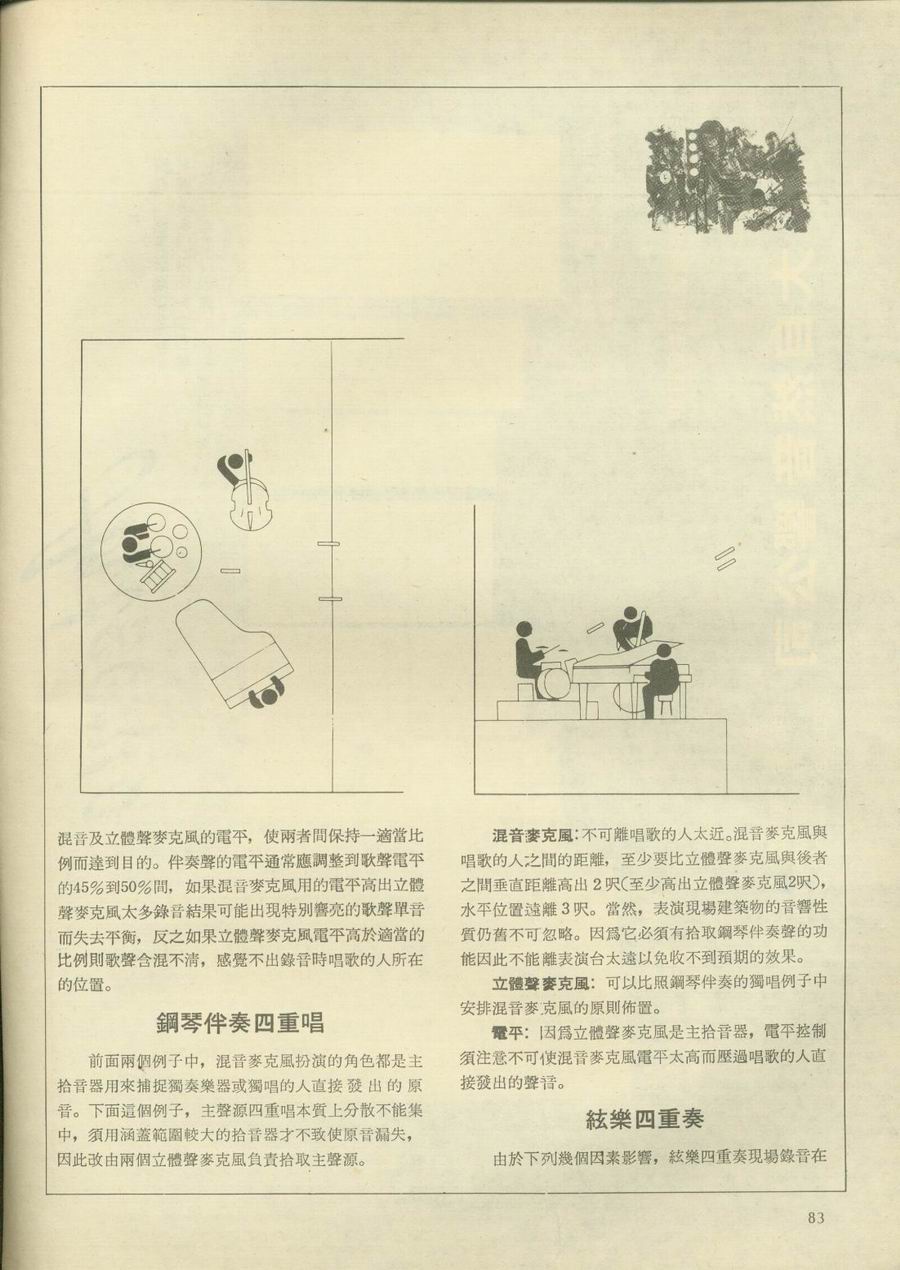 混音及立體聲麥克風的電平，使兩者間保持一適當比
例而達到目的。伴奏聲的電平通常應調整到歌聲電平
的45%到50%間，如果混音麥克風用的電平高出立體
聲麥克風太多錄音結果可能出現特別響亮的歌聲單音
而失去平衡，反之如果立體聲麥克風電平高於適當的
比例則歌聲含混不清，感覺不出錄音時唱歌的人所在
的位置。
鋼琴伴奏四重唱
前面兩個例子中，混音麥克風扮演的角色都是主
拾音器用來捕捉獨奏樂器或獨唱的人直接發出的原
音。下面這個例子，主聲源四重唱本質上分散不能集
中，須用涵蓋範圍較大的拾音器才不致使原音漏失，
因此改由兩個立體聲麥克風負責拾取主聲源。
混音麥克風：不可離唱歌的人太近。混音麥克風與
唱歌的人之間的距離，至少要比立體聲麥克風與後者
之間垂直距離高出2呎(至少高出立體聲麥克風2呎)，
水平位置遠離3呎。當然，表演現場建築物的音響性
質仍舊不可忽略。因爲它必須有拾取鋼琴伴奏聲的功
能因此不能離表演台太遠以免收不到預期的效果。
立體聲麥克風：可以比照鋼琴伴奏的獨唱例子中
安排混音麥克風的原則佈置。
電平：因爲立體聲麥克風是主拾音器，電平控制
須注意不可使混音麥克風電平太高而壓過唱歌的人直
接發出的聲音。
絃樂四重奏
由於下列幾個因素影響，絃樂四重奏現場錄音在
83